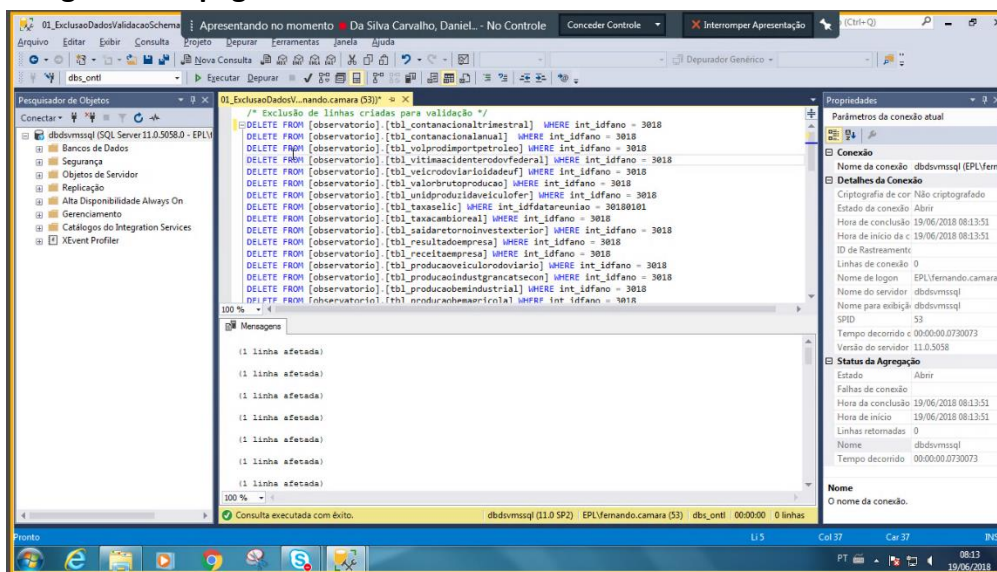 01_ExclusaoDadosValidacaoSchema
Apresentando no momento
Da Silva Carvalho, Daniel... - No Controle
Conceder Controle
Interromper Apresentação
(Ctrl+Q)
Arquivo Editar Exibir Consulta Projeto Depurar Ferramentas Janela Ajuda
Nova Consulta
Depurador Genérico
dbs_ontl
Executar Depurar
Pesquisador de Objetos
Conectar
dbdsvmssql (SQL Server 11.0.5058.0 - EPL\f
Bancos de Dados
Segurança
Objetos de Servidor
Replicação
Alta Disponibilidade Always On
Gerenciamento
Catálogos do Integration Services
XEvent Profiler
01_ExclusaoDadosV...nando.camara (53))*
/* Exclusão de linhas criadas para validação */
DELETE FROM [observatorio].[tbl_contanacionaltrimestral] WHERE int_idfano = 3018
DELETE FROM [observatorio].[tbl_contanacionalanual] WHERE int_idfano = 3018
DELETE FROM [observatorio].[tbl_volprodimportpetroleo] WHERE int_idfano = 3018
DELETE FROM [observatorio].[tbl_vitimaacidenterodovfederal] WHERE int_idfano = 3018
DELETE FROM [observatorio].[tbl_veicrodoviarioidadeuf] WHERE int_idfano = 3018
DELETE FROM [observatorio].[tbl_valorbrutoproducao] WHERE int_idfano = 3018
DELETE FROM [observatorio].[tbl_unidproduzidaveiculofer] WHERE int_idfano = 3018
DELETE FROM [observatorio].[tbl_taxaselic] WHERE int_idfdatareuniao = 30180101
DELETE FROM [observatorio].[tbl_taxacambioreal] WHERE int_idfano = 3018
DELETE FROM [observatorio].[tbl_saidaretornoinvestexterior] WHERE int_idfano = 3018
DELETE FROM [observatorio].[tbl_resultadoempresa] WHERE int_idfano = 3018
DELETE FROM [observatorio].[tbl_receitaempresa] WHERE int_idfano = 3018
DELETE FROM [observatorio].[tbl_producaoveiculorodoviario] WHERE int_idfano = 3018
DELETE FROM [observatorio].[tbl_producaoindustgrancatsecon] WHERE int_idfano = 3018
DELETE FROM [observatorio].[tbl_producaobemindustrial] WHERE int_idfano = 3018
DELETE FROM [observatorio].[tbl_producaobemagricola] WHERE int_idfano = 3018
100 %
Mensagens
(1 linha afetada)
(1 linha afetada)
(1 linha afetada)
(1 linha afetada)
(1 linha afetada)
(1 linha afetada)
(1 linha afetada)
100 %
Consulta executada com êxito.
dbdsvmssql (11.0 SP2) EPL\fernando.camara (53) dbs_ontl 00:00:00 0 linhas
Propriedades
Parâmetros da conexão atual
Conexão
Nome da conexão dbdsvmssql (EPL\fern
Detalhes da Conexão
Criptografia de cor Não criptografado
Estado da conexão Abrir
Hora de conclusão 19/06/2018 08:13:51
Hora de início da c 19/06/2018 08:13:51
ID de Rastreamento
Linhas de conexão 0
Nome de logon EPL\fernando.camara
Nome do servidor dbdsvmssql
Nome para exibiçã dbdsvmssql
SPID 53
Tempo decorrido c 00:00:00.0730073
Versão do servidor 11.0.5058
Status da Agregação
Estado Abrir
Falhas de conexão
Hora da conclusão 19/06/2018 08:13:51
Hora de início 19/06/2018 08:13:51
Linhas retornadas 0
Nome dbdsvmssql
Tempo decorrido 00:00:00.0730073
Nome
O nome da conexão.
Pronto
Li 5 Col 37 Car 37 INS
PT
08:13
19/06/2018